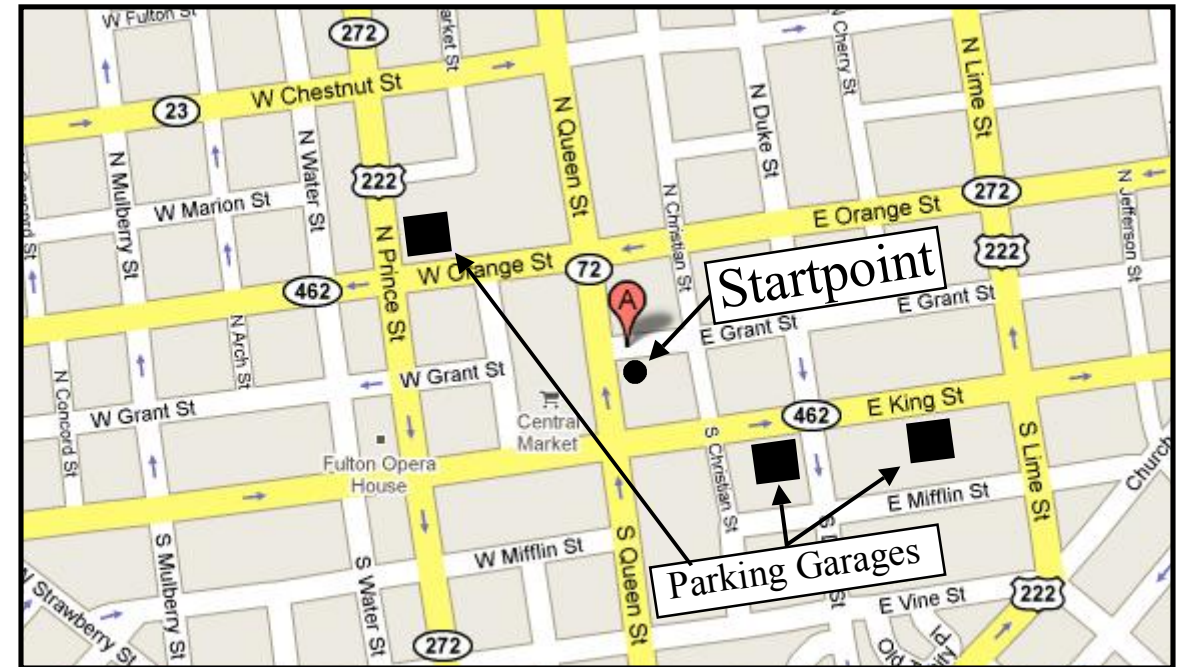 W Fulton St
272
arket St
N Cherry St
N Lime St
W Chestnut St
23
N Queen St
N Duke St
N Mulberry St
N Water St
222
W Marion St
N Christian St
N Jefferson St
272
E Orange St
N Prince St
W Orange St
72
222
462
Startpoint
A
E Grant St
E Grant St
N Arch St
N Concord St
W Grant St
W Grant St
Central
Market
462
E King St
Fulton Opera
House
S Christian St
S Lime St
Church
E Mifflin St
S Mulberry St
S Water St
W Mifflin St
S Queen St
Parking Garages
E Vine St
222
W Strawberry St
272
Old